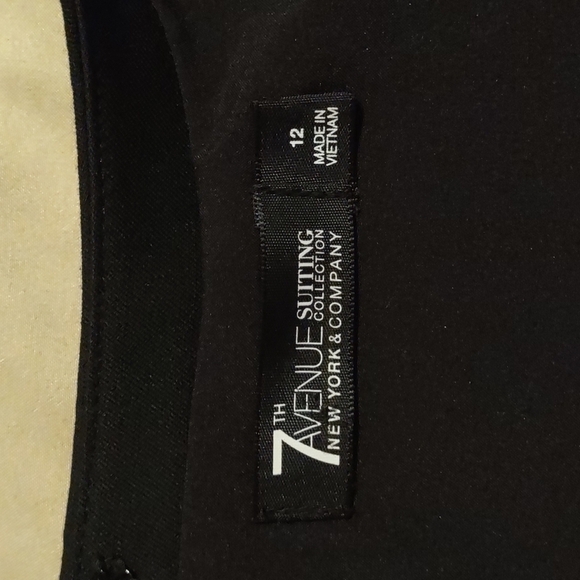 7TH
AVENUE SUITING
COLLECTION
NEW YORK & COMPANY
12
MADE IN
VIETNAM